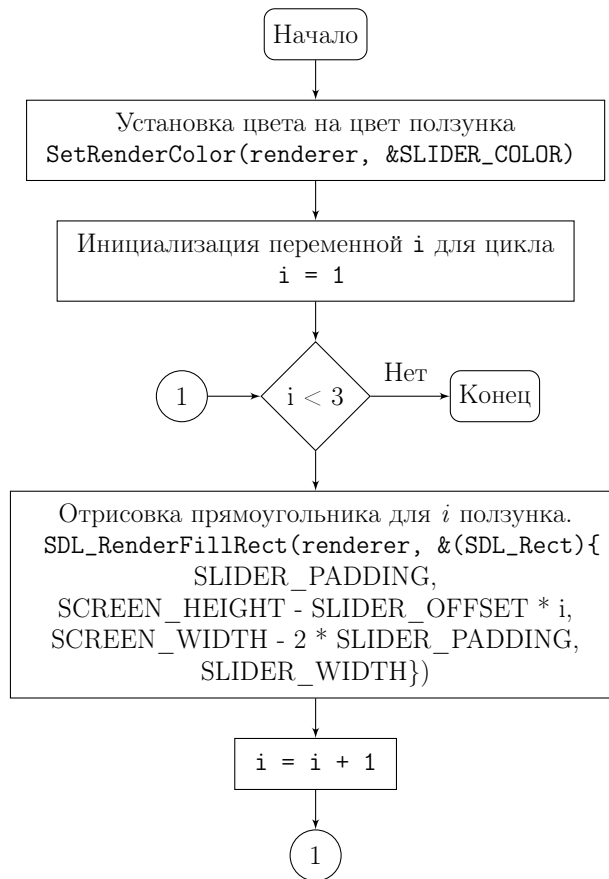 Начало
Установка цвета на цвет ползунка
SetRenderColor(renderer, &SLIDER_COLOR)
Инициализация переменной i для цикла
i = 1
1
i < 3
Нет
Конец
Отрисовка прямоугольника для i ползунка.
SDL_RenderFillRect(renderer, &(SDL_Rect){
SLIDER_PADDING,
SCREEN_HEIGHT - SLIDER_OFFSET * i,
SCREEN_WIDTH - 2 * SLIDER_PADDING,
SLIDER_WIDTH})
i = i + 1
1